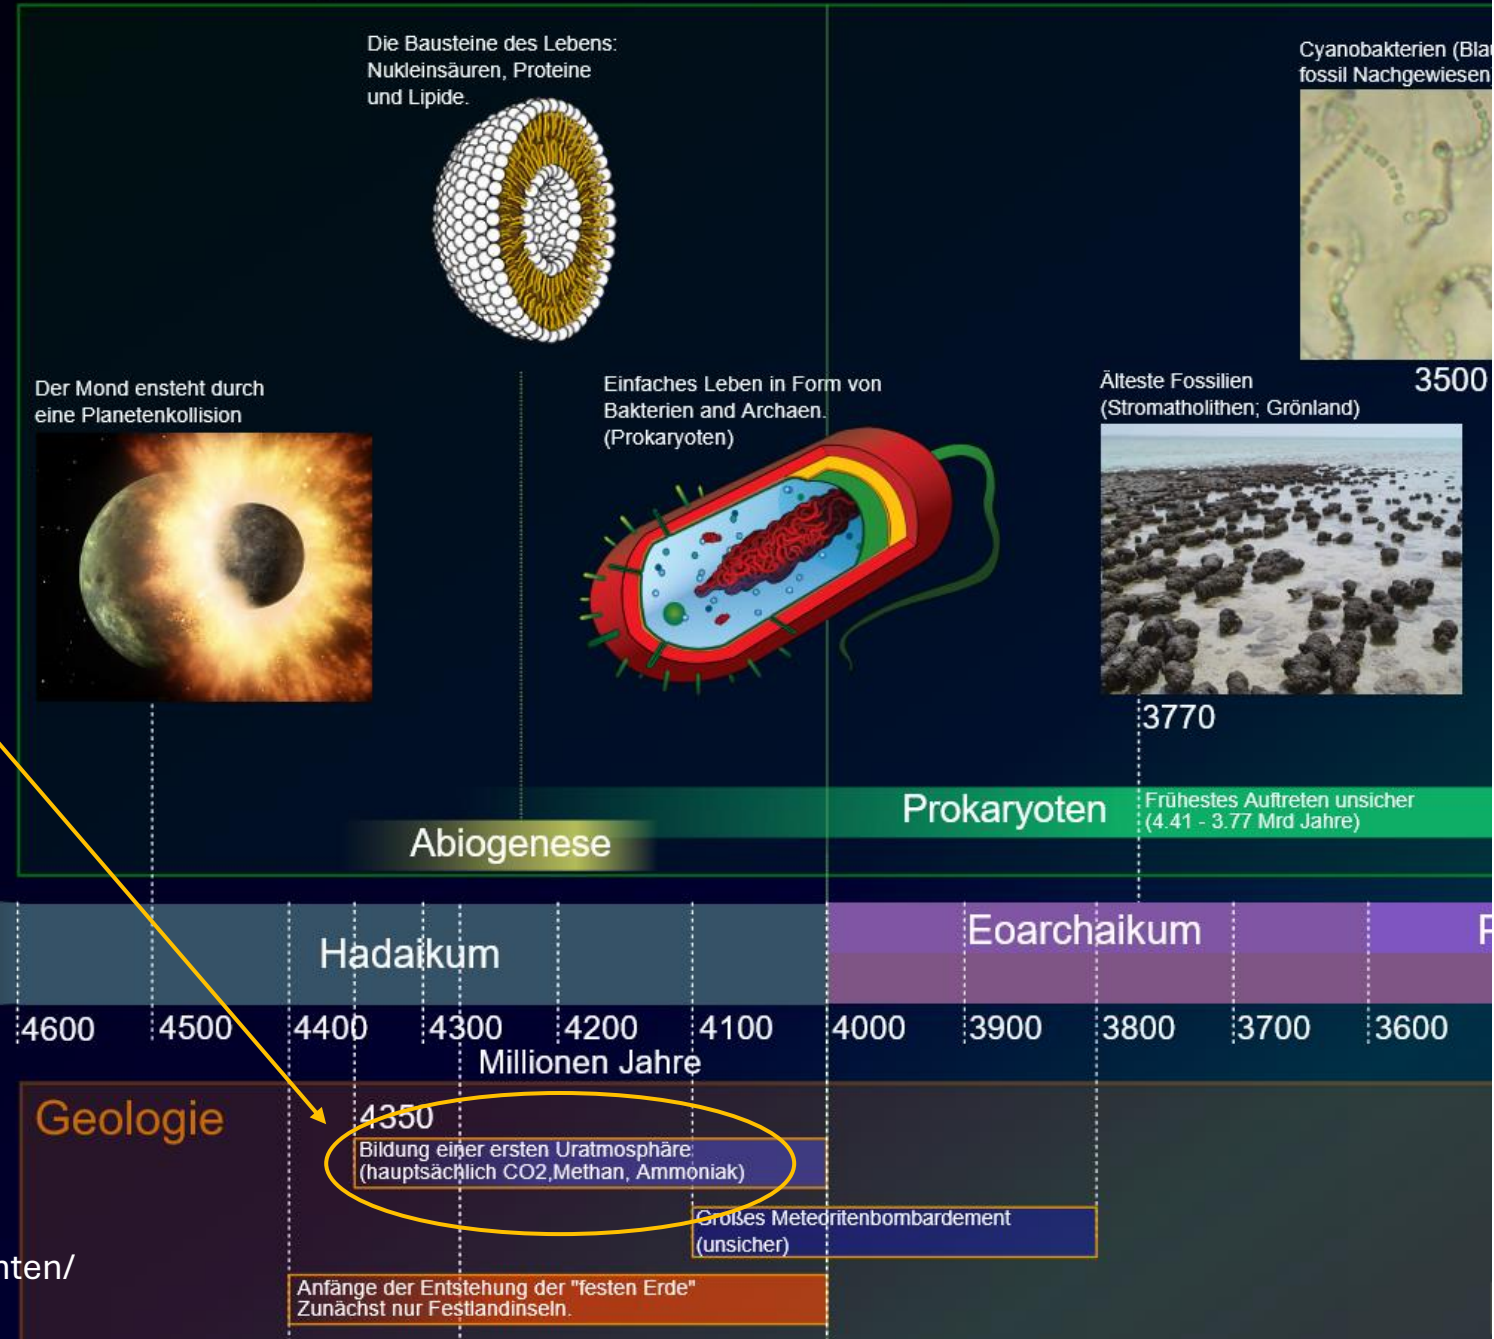 Die Bausteine des Lebens:
Nukleinsäuren, Proteine
und Lipide.
Cyanobakterien (Blau
fossil Nachgewiesen
3500
Der Mond ensteht durch
eine Planetenkollision
Einfaches Leben in Form von
Bakterien and Archaen.
(Prokaryoten)
Älteste Fossilien
(Stromatholithen; Grönland)
3770
Prokaryoten
Frühestes Auftreten unsicher
(4.41 - 3.77 Mrd Jahre)
Abiogenese
Hadaikum
Eoarchaikum
4600 4500 4400 4300 4200 4100 4000 3900 3800 3700 3600
Millionen Jahre
Geologie
4350
Bildung einer ersten Uratmosphäre
(hauptsächlich CO2,Methan, Ammoniak)
Großes Meteoritenbombardement
(unsicher)
nten/
Anfänge der Entstehung der "festen Erde"
Zunächst nur Festlandinseln.